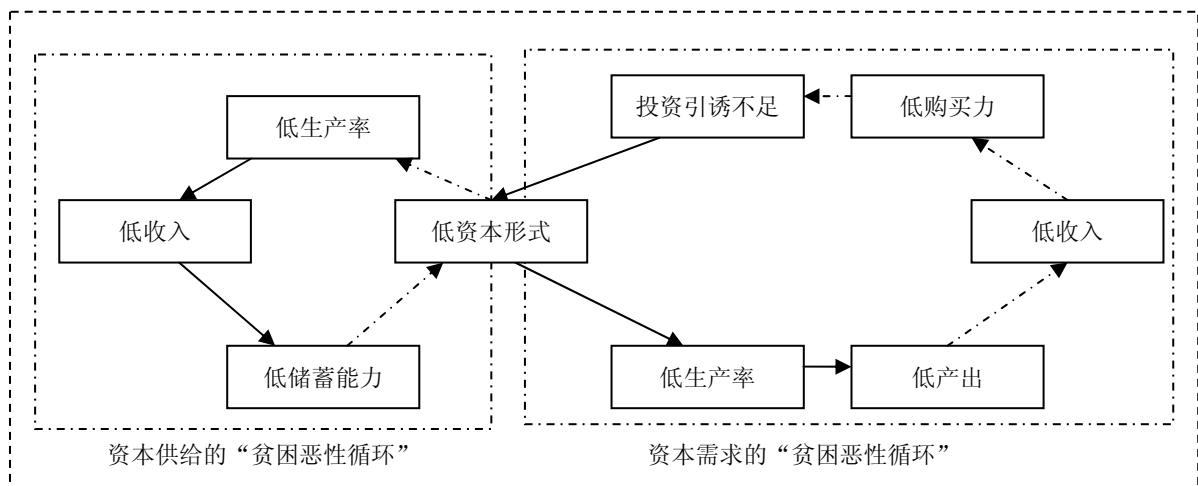 投资引诱不足
低购买力
低生产率
低收入
低资本形式
低收入
低储蓄能力
低生产率
低产出
资本供给的“贫困恶性循环”
资本需求的“贫困恶性循环”